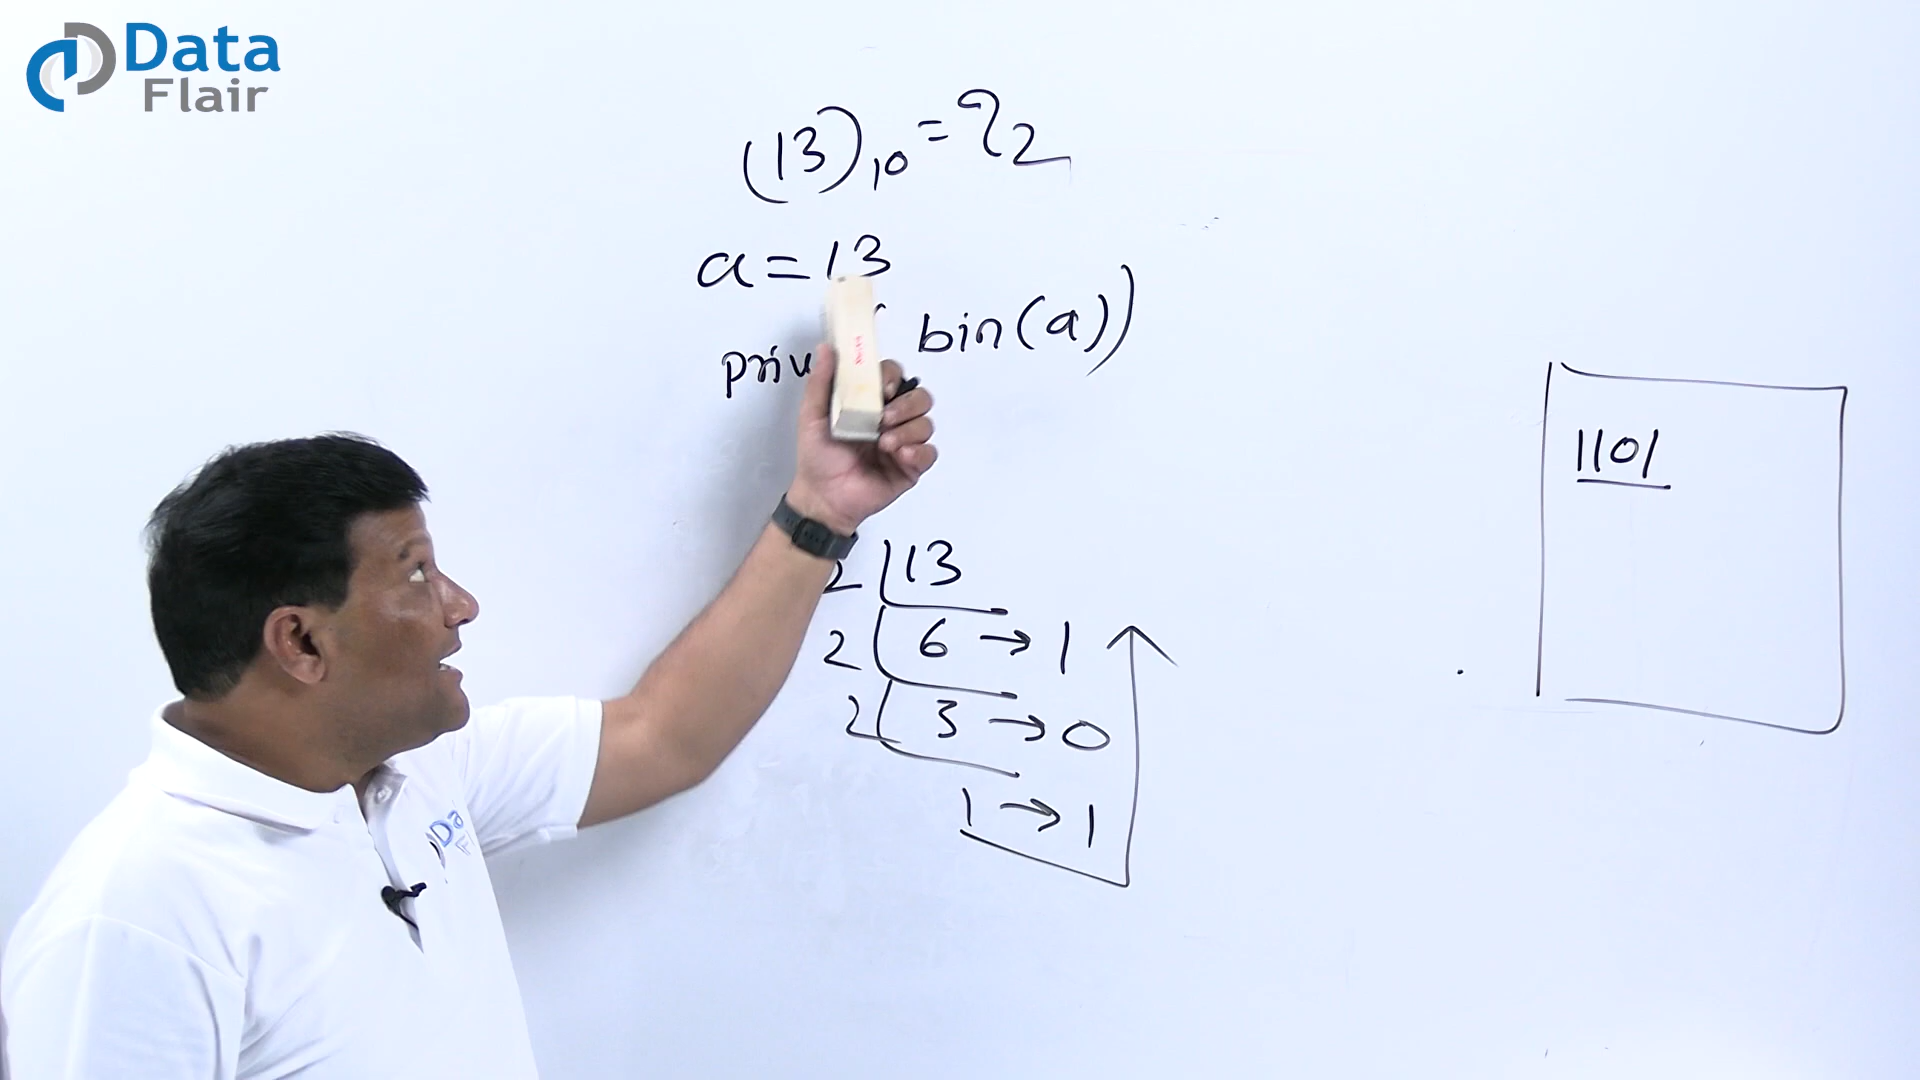 Data
Flair
(13)10 = ?2
a = 13
bin(a))
2 13
2 6 → 1
2 3 → 0
1 → 1
1101